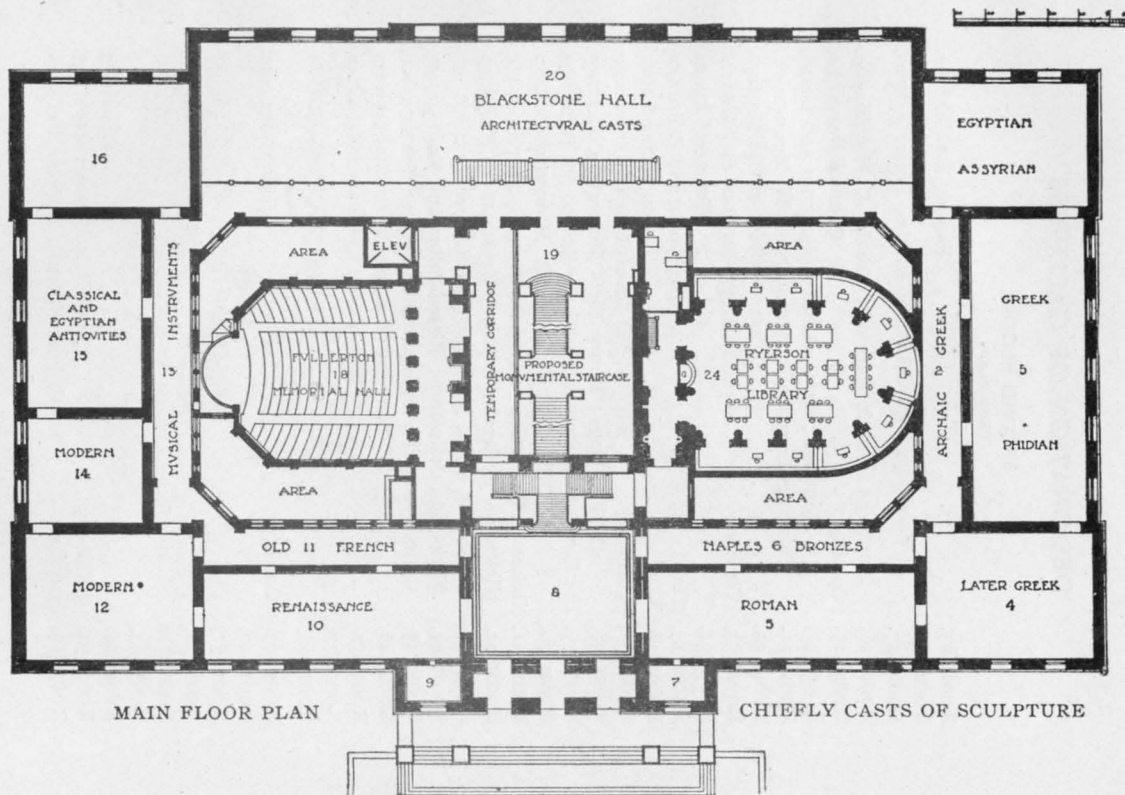 20
BLACKSTONE HALL
ARCHITECTVRAL CASTS
16
EGYPTIAN
ASSYRIAN
AREA
ELEV
19
AREA
CLASSICAL
AND
EGYPTIAN
ANTIQVITIES
15
MVSICAL 13 INSTRVMENTS
FVLLERTON
18
MEMORIAL HALL
TEMPORARY CORRIDOR
PROPOSED
MONVMENTAL STAIRCASE
24
RYERSON
LIBRARY
ARCHAIC 2 GREEK
GREEK
PHIDIAN
MODERN
14
AREA
AREA
OLD 11 FRENCH
NAPLES 6 BRONZES
MODERN
12
RENAISSANCE
10
8
ROMAN
5
LATER GREEK
4
9
7
MAIN FLOOR PLAN
CHIEFLY CASTS OF SCULPTURE